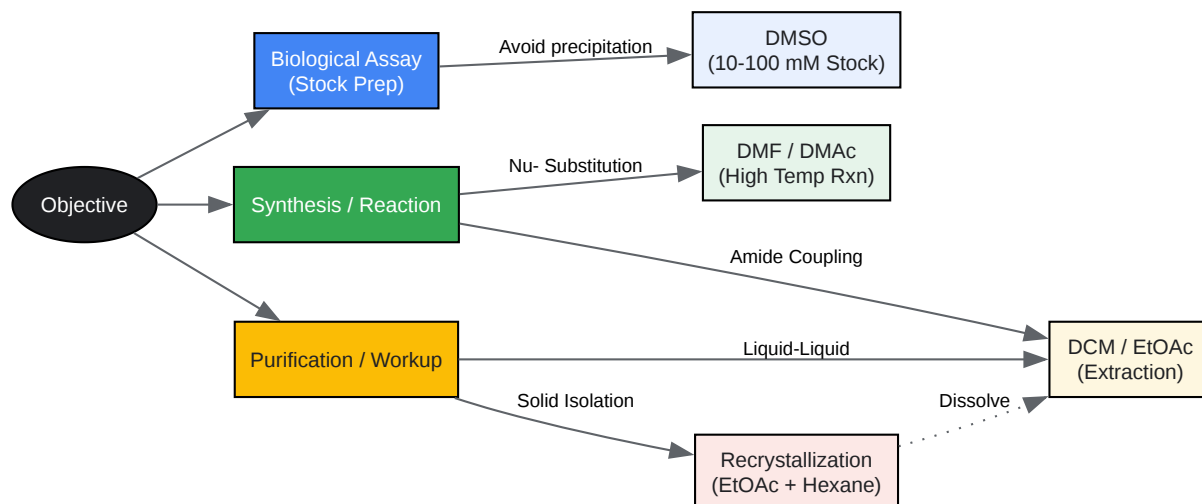 Biological Assay
(Stock Prep)
Avoid precipitation
DMSO
(10-100 mM Stock)
Objective
Synthesis / Reaction
Nu- Substitution
DMF / DMAc
(High Temp Rxn)
Amide Coupling
Purification / Workup
Liquid-Liquid
DCM / EtOAc
(Extraction)
Solid Isolation
Dissolve
Recrystallization
(EtOAc + Hexane)